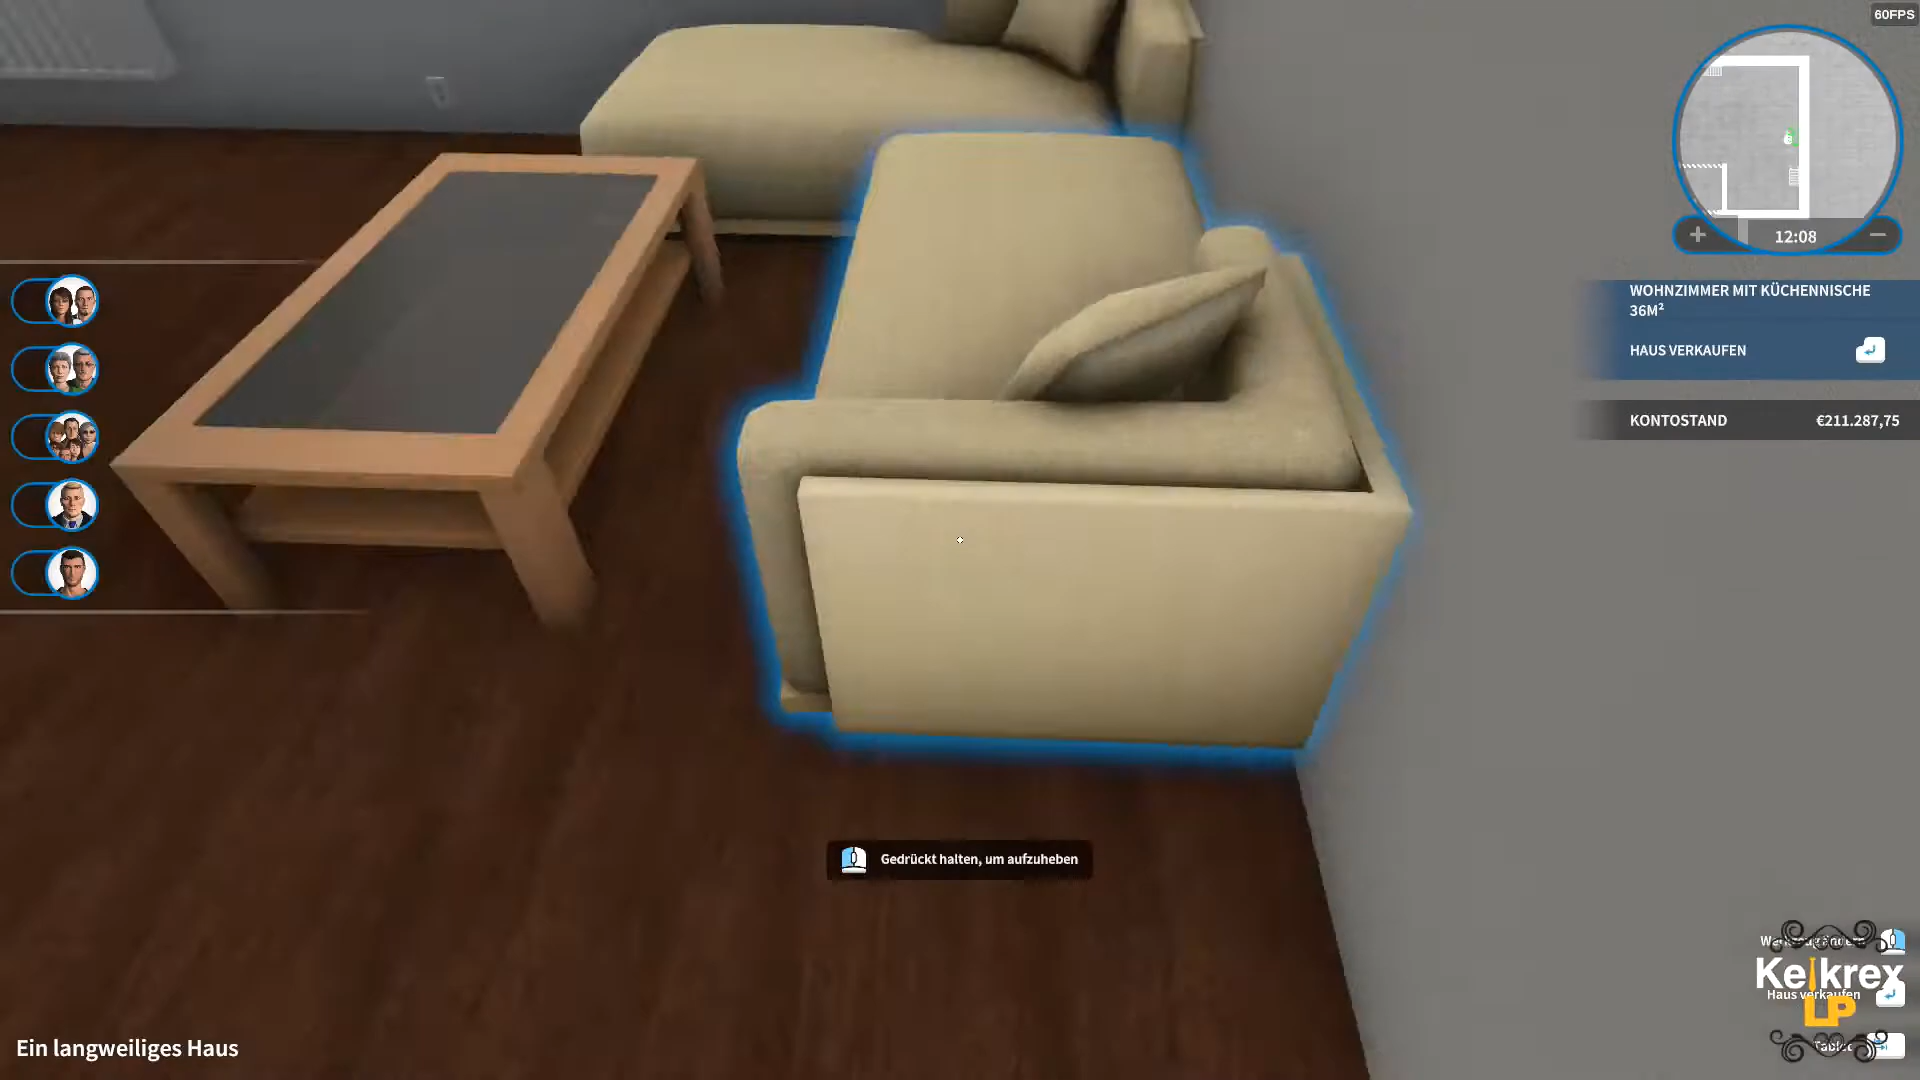 60FPS
12:08
WOHNZIMMER MIT KÜCHENNISCHE
36M²
HAUS VERKAUFEN
KONTOSTAND €211.287,75
Gedrückt halten, um aufzuheben
Kelkrex
Haus verkaufen
LP
Ein langweiliges Haus